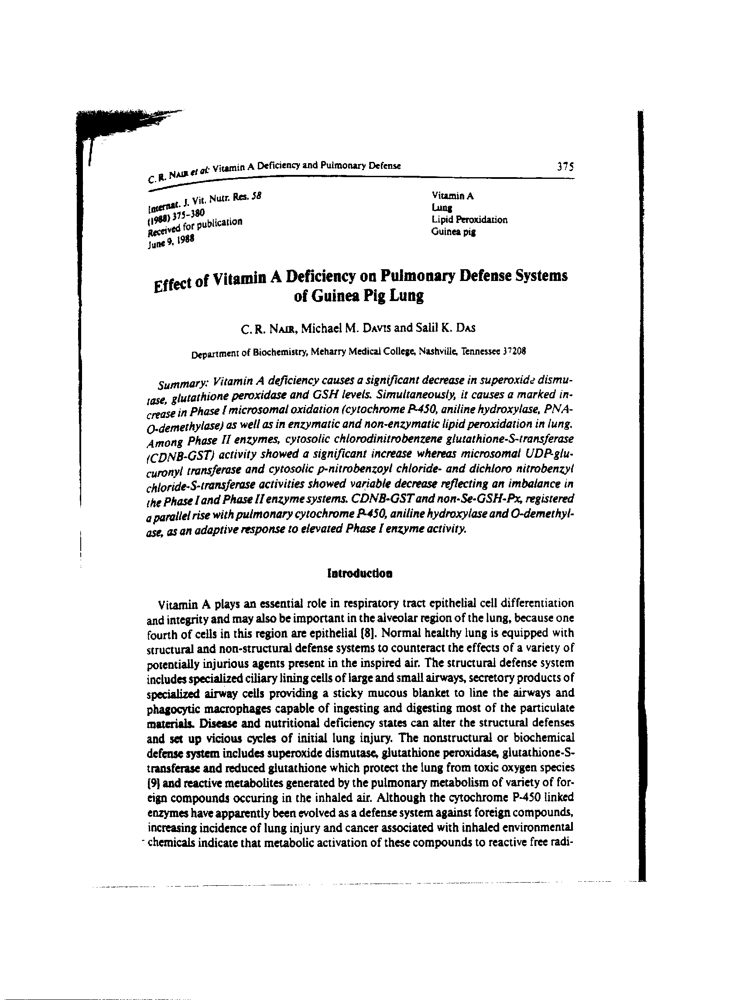 C. R. NAIR et al: Vitamin A Deficiency and Pulmonary Defense 375
Internat. J. Vit. Nutr. Res. 58
(1988) 375–380
Received for publication
June 9, 1988
Vitamin A
Lung
Lipid Peroxidation
Guinea pig
Effect of Vitamin A Deficiency on Pulmonary Defense Systems
of Guinea Pig Lung
C. R. NAIR, Michael M. DAVIS and Salil K. DAS
Department of Biochemistry, Meharry Medical College, Nashville, Tennessee 37208
Summary: Vitamin A deficiency causes a significant decrease in superoxide dismu-
tase, glutathione peroxidase and GSH levels. Simultaneously, it causes a marked in-
crease in Phase I microsomal oxidation (cytochrome P-450, aniline hydroxylase, PNA-
O-demethylase) as well as in enzymatic and non-enzymatic lipid peroxidation in lung.
Among Phase II enzymes, cytosolic chlorodinitrobenzene glutathione-S-transferase
(CDNB-GST) activity showed a significant increase whereas microsomal UDP-glu-
curonyl transferase and cytosolic p-nitrobenzoyl chloride- and dichloro nitrobenzyl
chloride-S-transferase activities showed variable decrease reflecting an imbalance in
the Phase I and Phase II enzyme systems. CDNB-GST and non-Se-GSH-Px, registered
a parallel rise with pulmonary cytochrome P-450, aniline hydroxylase and O-demethyl-
ase, as an adaptive response to elevated Phase I enzyme activity.
Introduction
Vitamin A plays an essential role in respiratory tract epithelial cell differentiation
and integrity and may also be important in the alveolar region of the lung, because one
fourth of cells in this region are epithelial [8]. Normal healthy lung is equipped with
structural and non-structural defense systems to counteract the effects of a variety of
potentially injurious agents present in the inspired air. The structural defense system
includes specialized ciliary lining cells of large and small airways, secretory products of
specialized airway cells providing a sticky mucous blanket to line the airways and
phagocytic macrophages capable of ingesting and digesting most of the particulate
materials. Disease and nutritional deficiency states can alter the structural defenses
and set up vicious cycles of initial lung injury. The nonstructural or biochemical
defense system includes superoxide dismutase, glutathione peroxidase, glutathione-S-
transferase and reduced glutathione which protect the lung from toxic oxygen species
[9] and reactive metabolites generated by the pulmonary metabolism of variety of for-
eign compounds occuring in the inhaled air. Although the cytochrome P-450 linked
enzymes have apparently been evolved as a defense system against foreign compounds,
increasing incidence of lung injury and cancer associated with inhaled environmental
chemicals indicate that metabolic activation of these compounds to reactive free radi-